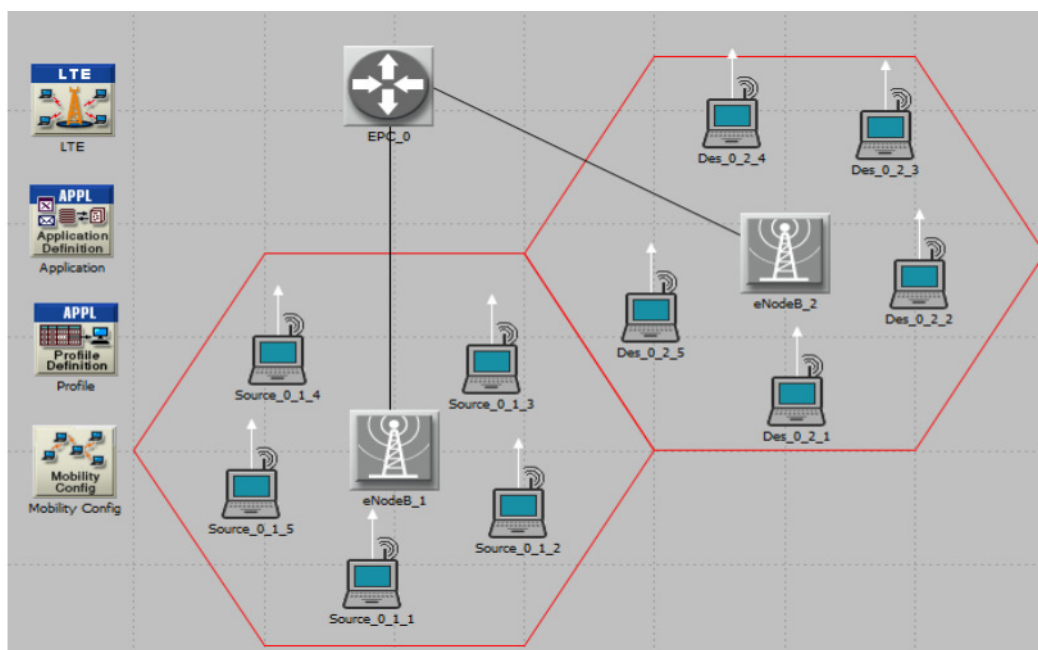 LTE
LTE
APPL
Application
Definition
Application
APPL
Profile
Definition
Profile
Mobility
Config
Mobility Config
EPC_0
Des_0_2_4
Des_0_2_3
eNodeB_2
Des_0_2_2
Des_0_2_5
Des_0_2_1
Source_0_1_4
Source_0_1_3
eNodeB_1
Source_0_1_5
Source_0_1_2
Source_0_1_1